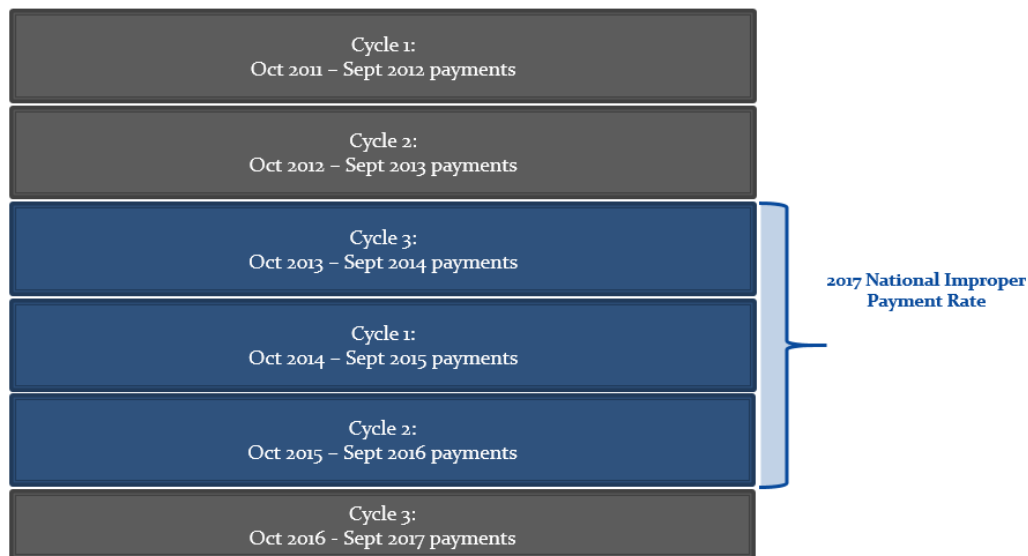 Cycle 1:
Oct 2011 – Sept 2012 payments
Cycle 2:
Oct 2012 – Sept 2013 payments
Cycle 3:
Oct 2013 – Sept 2014 payments
Cycle 1:
Oct 2014 – Sept 2015 payments
Cycle 2:
Oct 2015 – Sept 2016 payments
Cycle 3:
Oct 2016 - Sept 2017 payments
2017 National Improper
Payment Rate